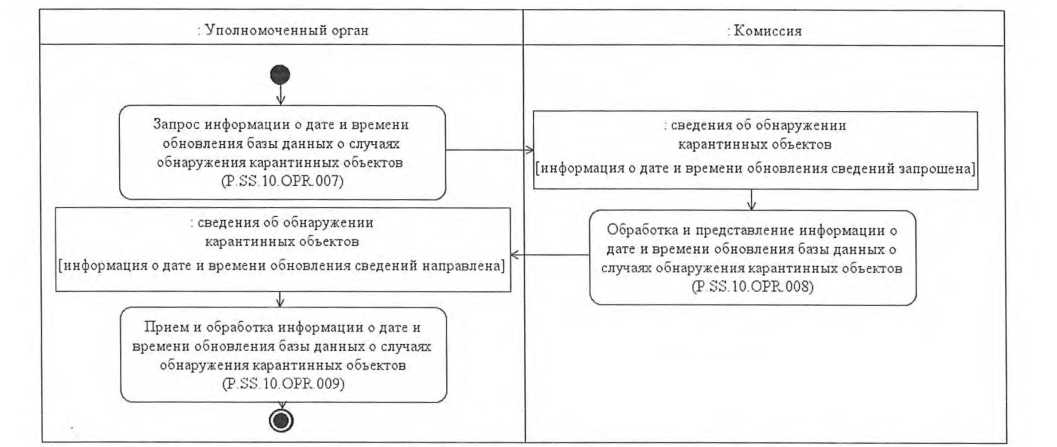 : Уполномоченный орган
: Комиссия
Запрос информации о дате и времени
обновления базы данных о случаях
обнаружения карантинных объектов
(P.SS.10.OPR.007)
: сведения об обнаружении
карантинных объектов
[информация о дате и времени обновления сведений запрошена]
Обработка и представление информации о
дате и времени обновления базы данных о
случаях обнаружения карантинных объектов
(P.SS.10.OPR.008)
: сведения об обнаружении
карантинных объектов
[информация о дате и времени обновления сведений направлена]
Прием и обработка информации о дате и
времени обновления базы данных о случаях
обнаружения карантинных объектов
(P.SS.10.OPR.009)